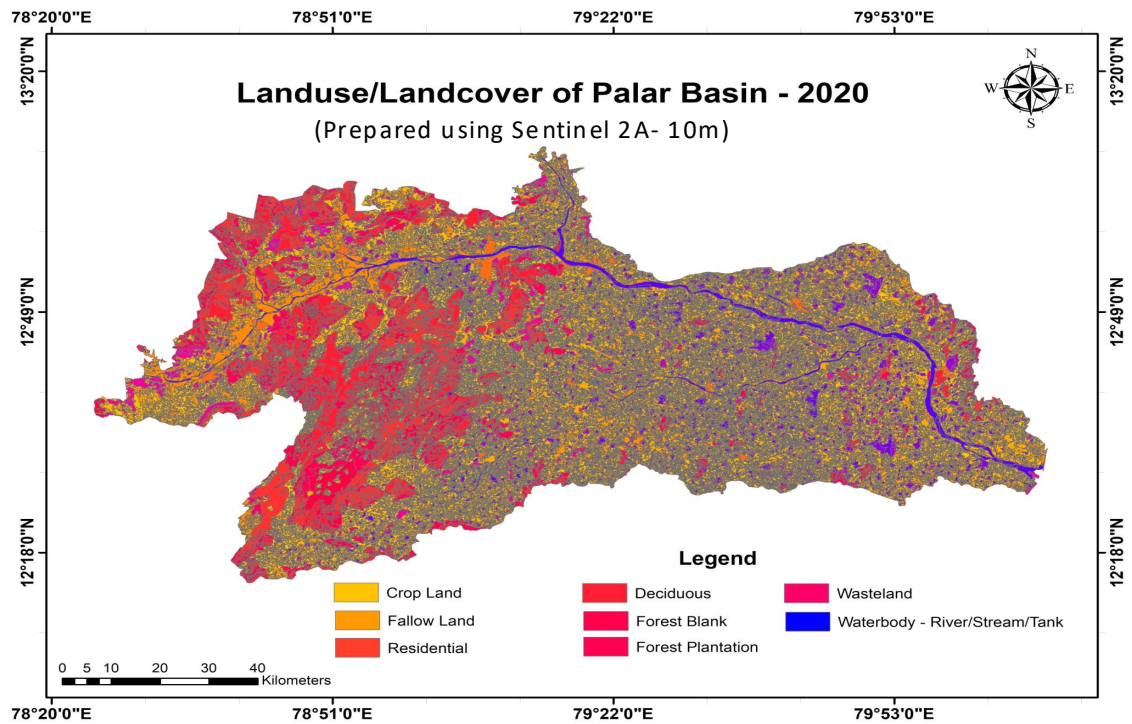 78°20'0"E 78°51'0"E 79°22'0"E 79°53'0"E
13°20'0"N 13°20'0"N
Landuse/Landcover of Palar Basin - 2020
(Prepared using Sentinel 2A- 10m)
N
W E
S
12°49'0"N 12°49'0"N
12°18'0"N 12°18'0"N
Legend
Crop Land
Fallow Land
Residential
Deciduous
Forest Blank
Forest Plantation
Wasteland
Waterbody - River/Stream/Tank
0 5 10 20 30 40
Kilometers
78°20'0"E 78°51'0"E 79°22'0"E 79°53'0"E